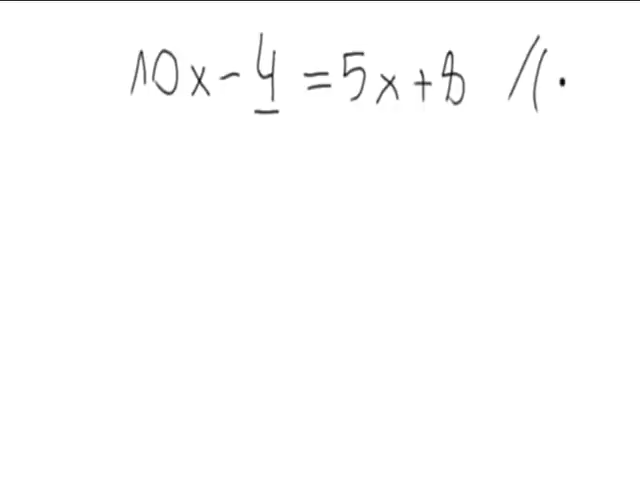 10x - 4 = 5x + 8 //·